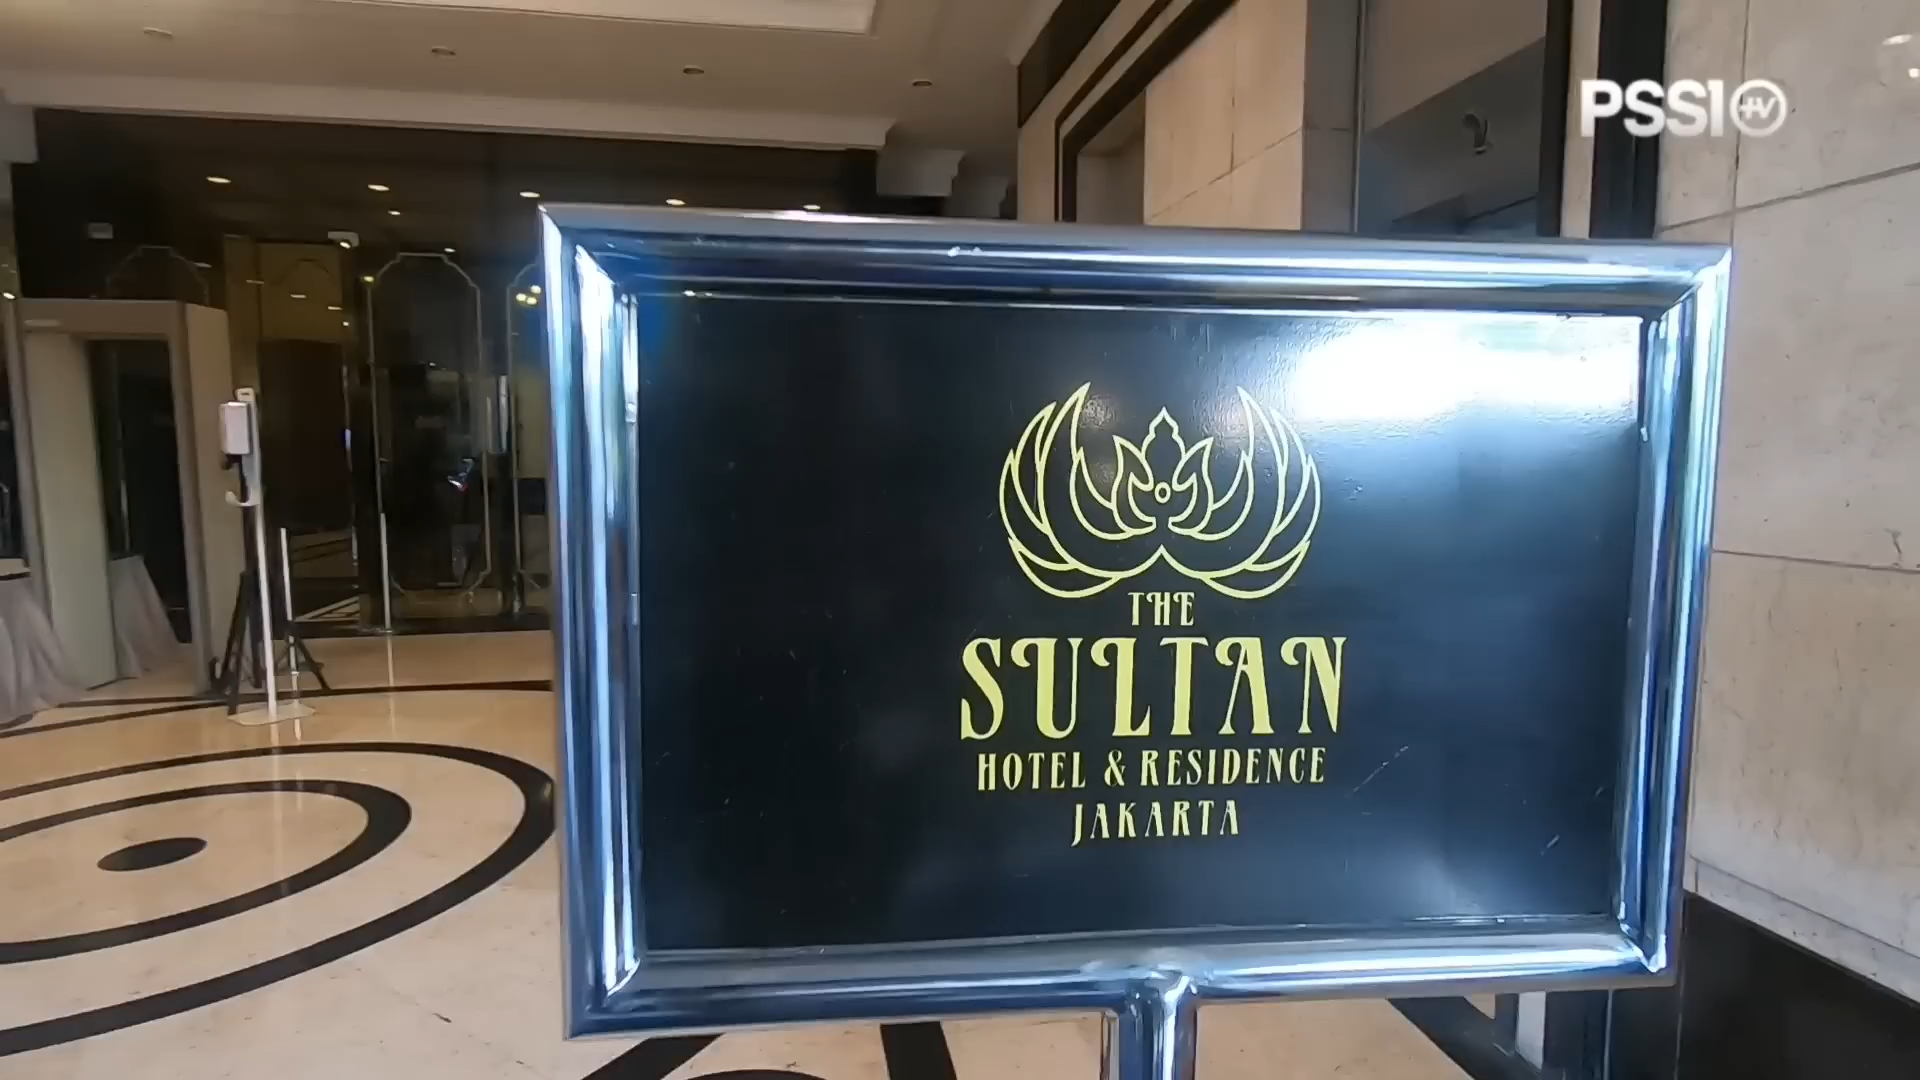 PSSI tv
THE
SULTAN
HOTEL & RESIDENCE
JAKARTA